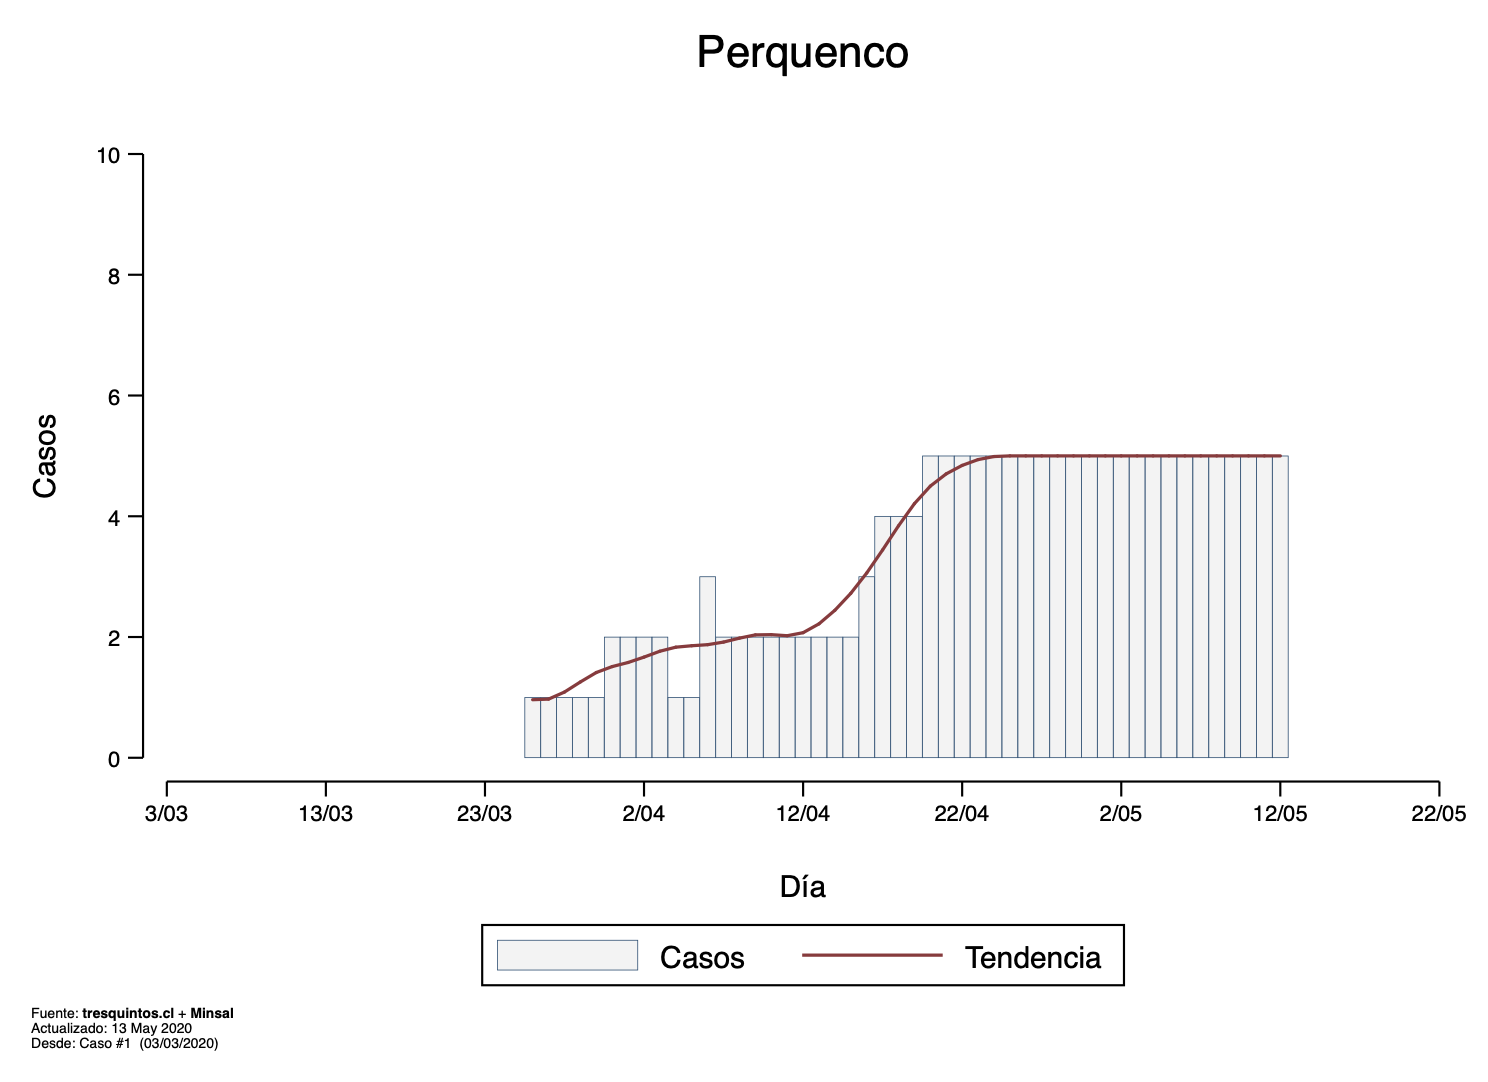 Perquenco
10
8
6
4
2
0
Casos
3/03 13/03 23/03 2/04 12/04 22/04 2/05 12/05 22/05
Día
Casos Tendencia
Fuente: tresquintos.cl + Minsal
Actualizado: 13 May 2020
Desde: Caso #1 (03/03/2020)